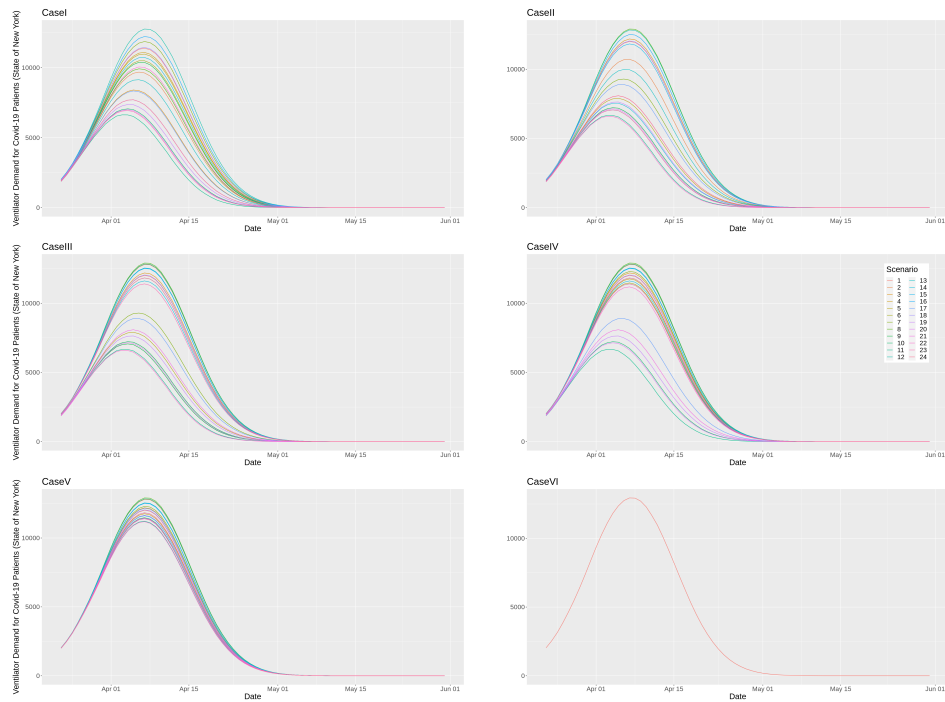 CaseI
Ventilator Demand for Covid-19 Patients (State of New York)
10000
5000
0
Apr 01 Apr 15 May 01 May 15 Jun 01
Date
CaseII
10000
5000
0
Apr 01 Apr 15 May 01 May 15 Jun 01
Date
CaseIII
Ventilator Demand for Covid-19 Patients (State of New York)
10000
5000
0
Apr 01 Apr 15 May 01 May 15 Jun 01
Date
CaseIV
10000
5000
0
Apr 01 Apr 15 May 01 May 15 Jun 01
Date
Scenario
1 13
2 14
3 15
4 16
5 17
6 18
7 19
8 20
9 21
10 22
11 23
12 24
CaseV
Ventilator Demand for Covid-19 Patients (State of New York)
10000
5000
0
Apr 01 Apr 15 May 01 May 15 Jun 01
Date
CaseVI
10000
5000
0
Apr 01 Apr 15 May 01 May 15 Jun 01
Date